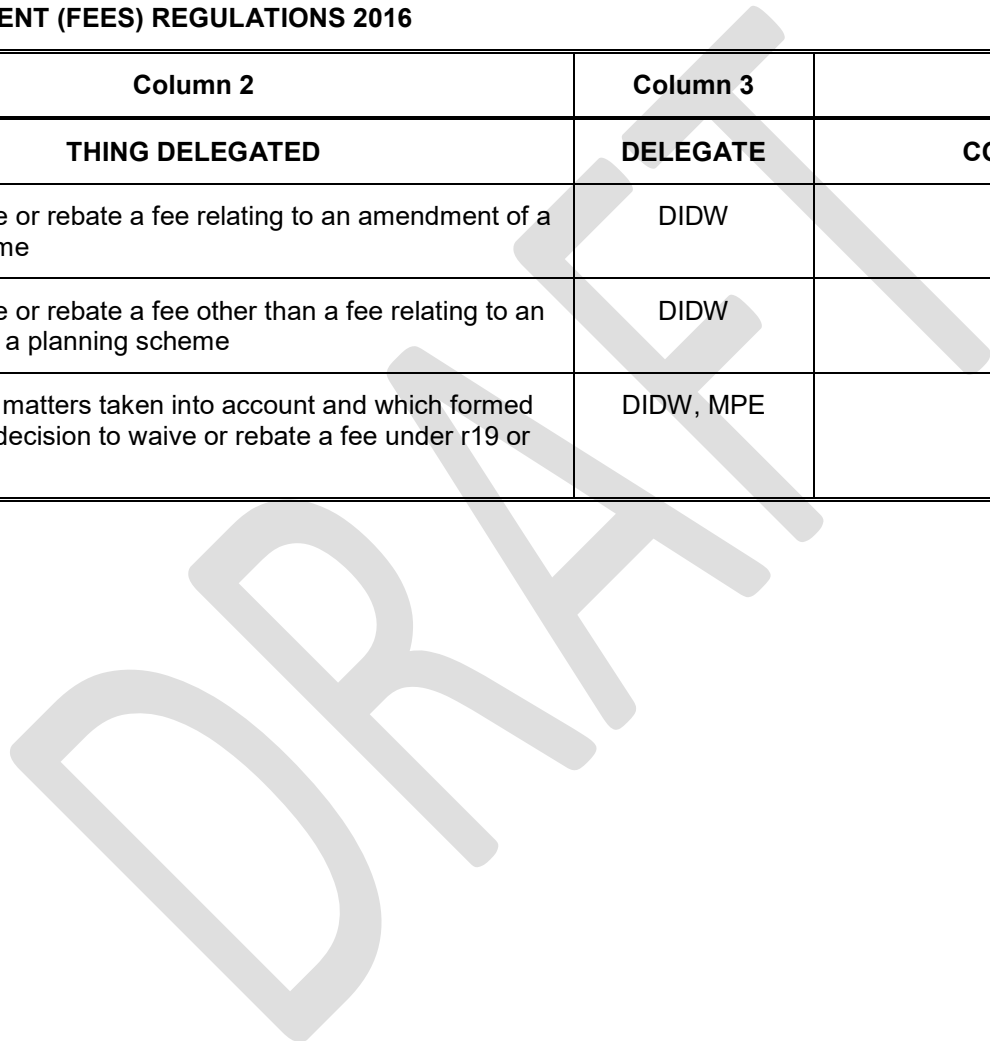 ENT (FEES) REGULATIONS 2016
Column 2 Column 3
THING DELEGATED DELEGATE CO
e or rebate a fee relating to an amendment of a DIDW
me
e or rebate a fee other than a fee relating to an DIDW
a planning scheme
matters taken into account and which formed DIDW, MPE
decision to waive or rebate a fee under r19 or
DRAFT